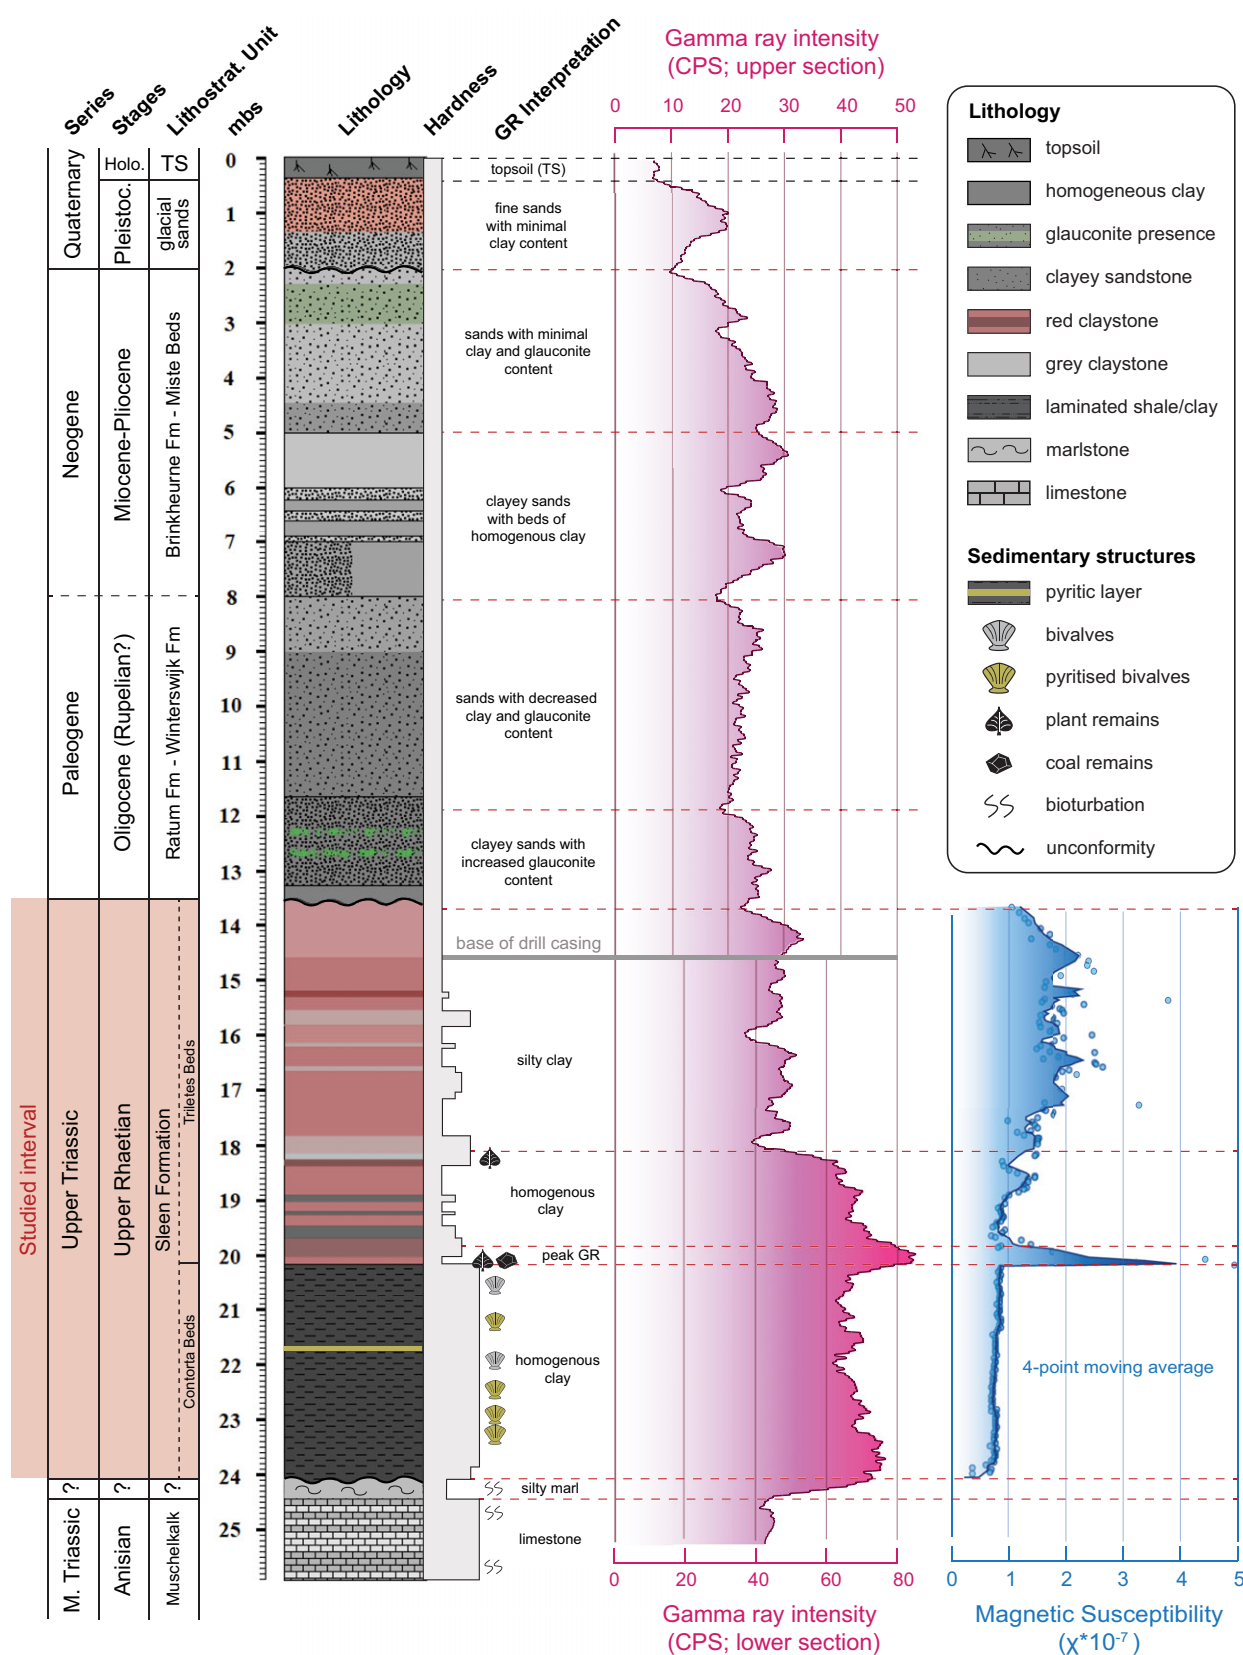 Gamma ray intensity
(CPS; upper section)
Series
Stages
Lithostrat. Unit
mbs
Lithology
Hardness
GR Interpretation
0 10 20 30 40 50
Quaternary
Holo.
TS
Pleistoc.
glacial
sands
Neogene
Miocene-Pliocene
Brinkheurne Fm - Miste Beds
Paleogene
Oligocene (Rupelian?)
Ratum Fm - Winterswijk Fm
Studied interval
Upper Triassic
Upper Rhaetian
Sleen Formation
Triletes Beds
Contorta Beds
?
?
?
M. Triassic
Anisian
Muschelkalk
0
1
2
3
4
5
6
7
8
9
10
11
12
13
14
15
16
17
18
19
20
21
22
23
24
25
topsoil (TS)
fine sands
with minimal
clay content
sands with minimal
clay and glauconite
content
clayey sands
with beds of
homogenous clay
sands with decreased
clay and glauconite
content
clayey sands with
increased glauconite
content
base of drill casing
silty clay
homogenous
clay
peak GR
homogenous
clay
silty marl
limestone
Lithology
topsoil
homogeneous clay
glauconite presence
clayey sandstone
red claystone
grey claystone
laminated shale/clay
marlstone
limestone
Sedimentary structures
pyritic layer
bivalves
pyritised bivalves
plant remains
coal remains
bioturbation
unconformity
4-point moving average
0 20 40 60 80
Gamma ray intensity
(CPS; lower section)
0 1 2 3 4 5
Magnetic Susceptibility
(χ*10⁻⁷ )